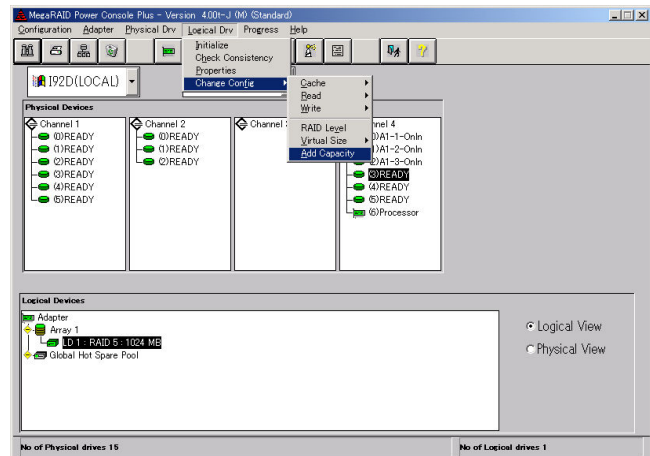 MegaRAID Power Console Plus - Version 4.00t-J (M) (Standard)
Configuration Adapter Physical Drv Logical Drv Progress Help
Initialize
Check Consistency
Properties
Change Config
Cache
Read
Write
RAID Level
Virtual Size
Add Capacity
I92D(LOCAL)
Physical Devices
Channel 1
(0)READY
(1)READY
(2)READY
(3)READY
(4)READY
(5)READY
Channel 2
(0)READY
(1)READY
(2)READY
Channel
nnel 4
0)A1-1-Onln
1)A1-2-Onln
2)A1-3-Onln
(3)READY
(4)READY
(5)READY
(6)Processor
Logical Devices
Adapter
Array 1
LD 1 : RAID 5 : 1024 MB
Global Hot Spare Pool
Logical View
Physical View
No of Physical drives 15
No of Logical drives 1